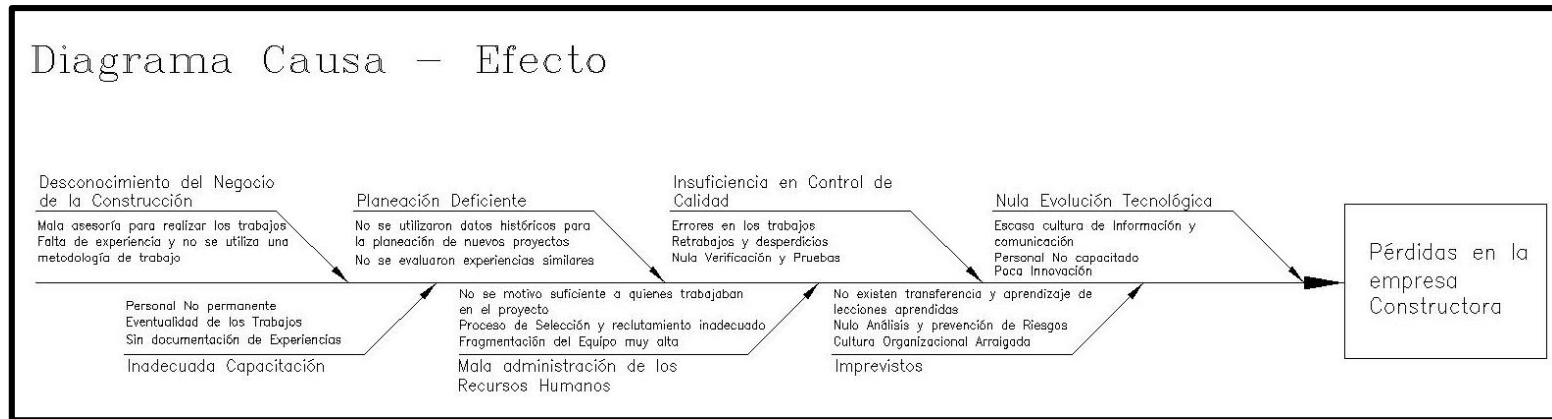 Diagrama Causa – Efecto
Desconocimiento del Negocio
de la Construcción
Mala asesoría para realizar los trabajos
Falta de experiencia y no se utiliza una
metodología de trabajo
Planeación Deficiente
No se utilizaron datos históricos para
la planeación de nuevos proyectos
No se evaluaron experiencias similares
Insuficiencia en Control de
Calidad
Errores en los trabajos
Retrabajos y desperdicios
Nula Verificación y Pruebas
Nula Evolución Tecnológica
Escasa cultura de Información y
comunicación
Personal No capacitado
Poca Innovación
Personal No permanente
Eventualidad de los Trabajos
Sin documentación de Experiencias
Inadecuada Capacitación
No se motivo suficiente a quienes trabajaban
en el proyecto
Proceso de Selección y reclutamiento inadecuado
Fragmentación del Equipo muy alta
Mala administración de los
Recursos Humanos
No existen transferencia y aprendizaje de
lecciones aprendidas
Nulo Análisis y prevención de Riesgos
Cultura Organizacional Arraigada
Imprevistos
Pérdidas en la
empresa
Constructora